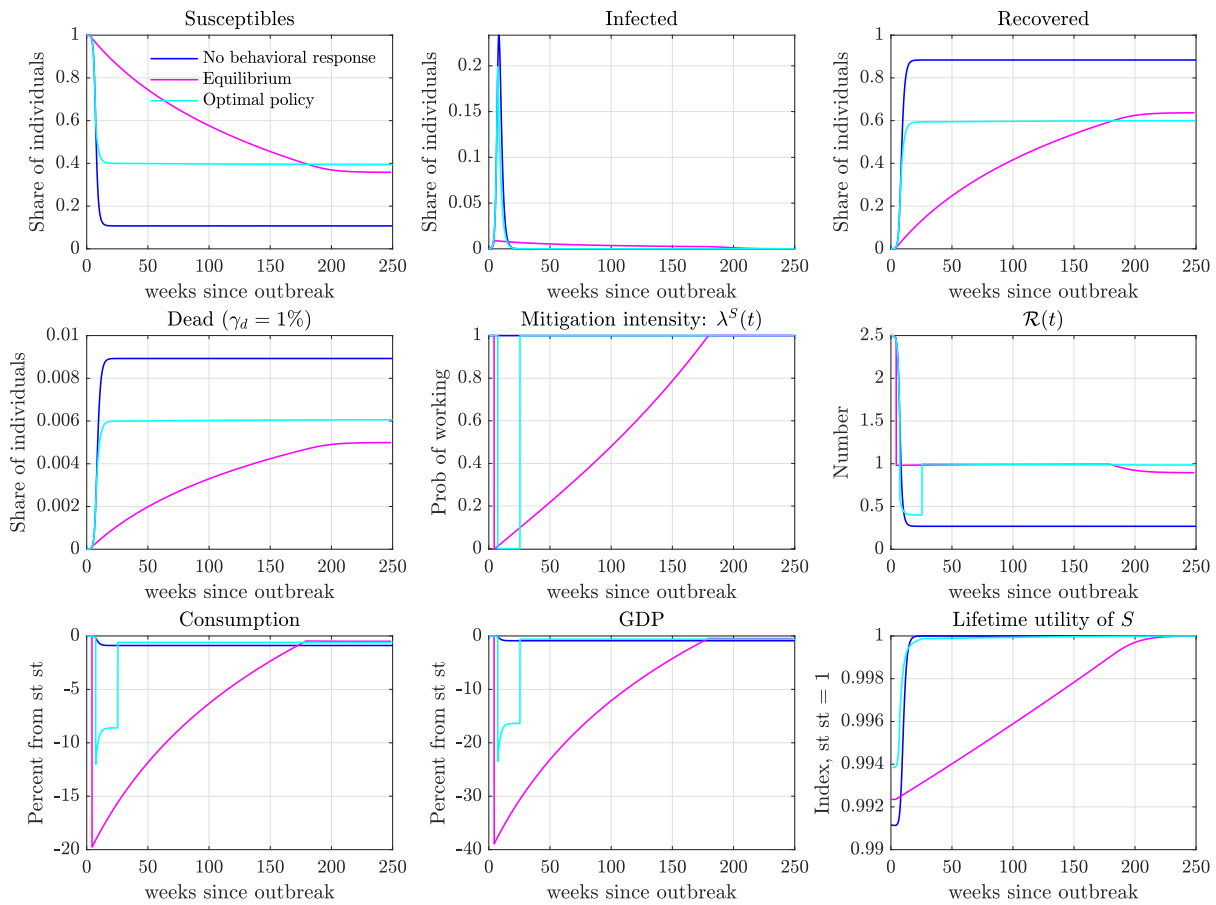 Susceptibles
Share of individuals
1
0.8
0.6
0.4
0.2
0
No behavioral response
Equilibrium
Optimal policy
0 50 100 150 200 250
weeks since outbreak
Infected
Share of individuals
0.2
0.15
0.1
0.05
0
0 50 100 150 200 250
weeks since outbreak
Recovered
Share of individuals
1
0.8
0.6
0.4
0.2
0
0 50 100 150 200 250
weeks since outbreak
Dead (γ_d = 1%)
Share of individuals
0.01
0.008
0.006
0.004
0.002
0
0 50 100 150 200 250
weeks since outbreak
Mitigation intensity: λ^S(t)
Prob of working
1
0.8
0.6
0.4
0.2
0
0 50 100 150 200 250
weeks since outbreak
R(t)
Number
2.5
2
1.5
1
0.5
0
0 50 100 150 200 250
weeks since outbreak
Consumption
Percent from st st
0
-5
-10
-15
-20
0 50 100 150 200 250
weeks since outbreak
GDP
Percent from st st
0
-10
-20
-30
-40
0 50 100 150 200 250
weeks since outbreak
Lifetime utility of S
Index, st st = 1
1
0.998
0.996
0.994
0.992
0.99
0 50 100 150 200 250
weeks since outbreak